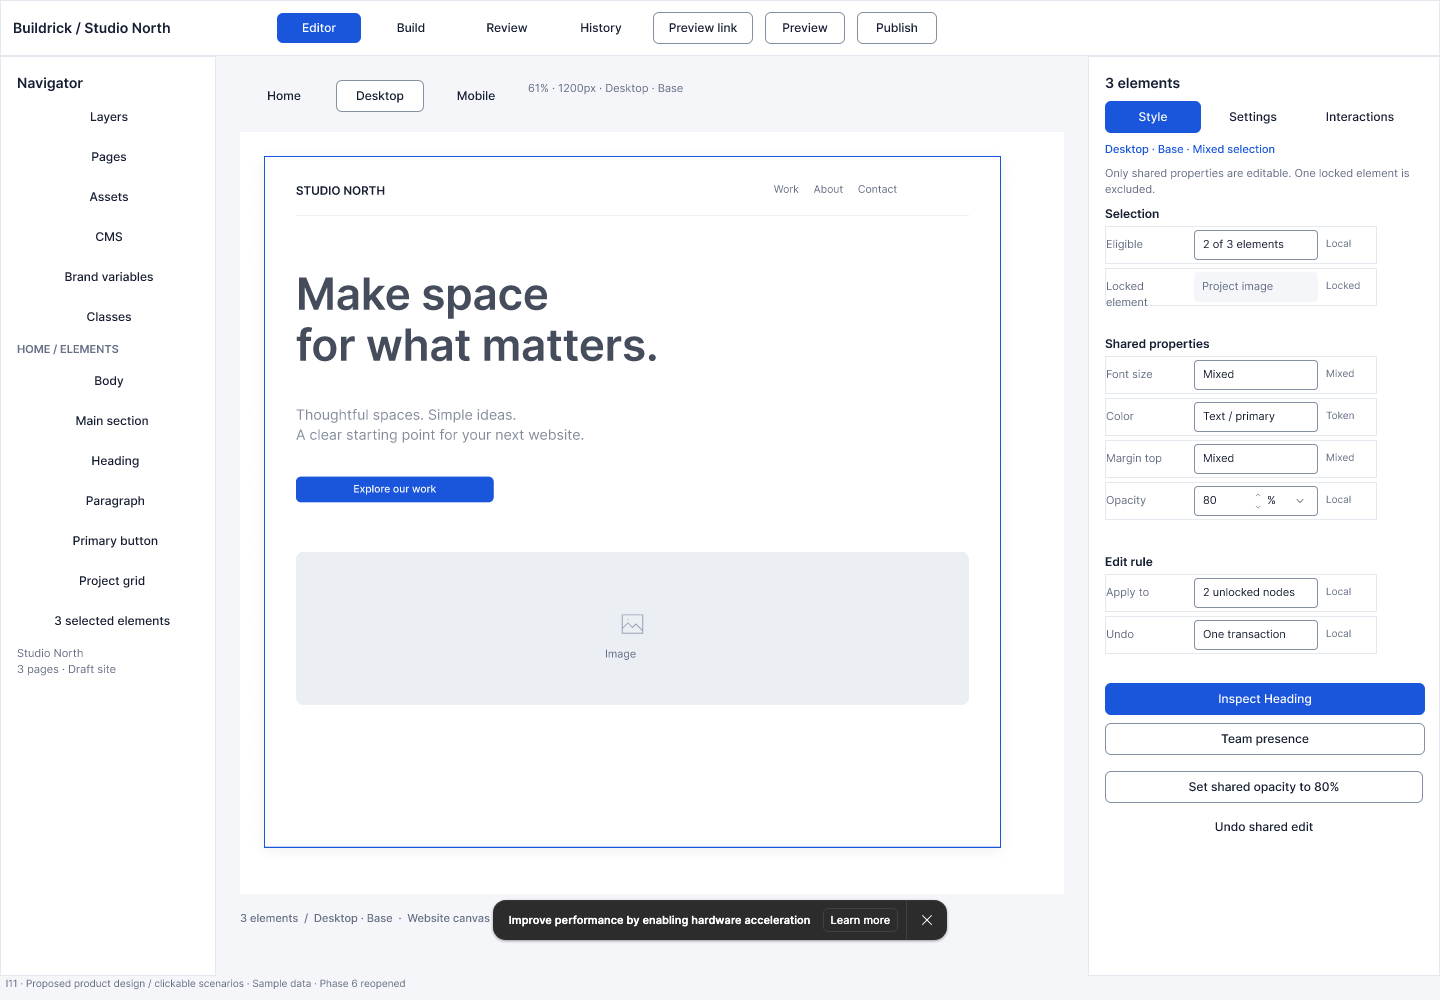 Buildrick / Studio North
Editor
Build
Review
History
Preview link
Preview
Publish
Navigator
Layers
Pages
Assets
CMS
Brand variables
Classes
HOME / ELEMENTS
Body
Main section
Heading
Paragraph
Primary button
Project grid
3 selected elements
Studio North
3 pages · Draft site
Home
Desktop
Mobile
61% · 1200px · Desktop · Base
STUDIO NORTH
Work
About
Contact
Make space
for what matters.
Thoughtful spaces. Simple ideas.
A clear starting point for your next website.
Explore our work
Image
3 elements / Desktop · Base · Website canvas
Improve performance by enabling hardware acceleration
Learn more
3 elements
Style
Settings
Interactions
Desktop · Base · Mixed selection
Only shared properties are editable. One locked element is
excluded.
Selection
Eligible
2 of 3 elements
Local
Locked
element
Project image
Locked
Shared properties
Font size
Mixed
Mixed
Color
Text / primary
Token
Margin top
Mixed
Mixed
Opacity
80
%
Local
Edit rule
Apply to
2 unlocked nodes
Local
Undo
One transaction
Local
Inspect Heading
Team presence
Set shared opacity to 80%
Undo shared edit
I11 · Proposed product design / clickable scenarios · Sample data · Phase 6 reopened